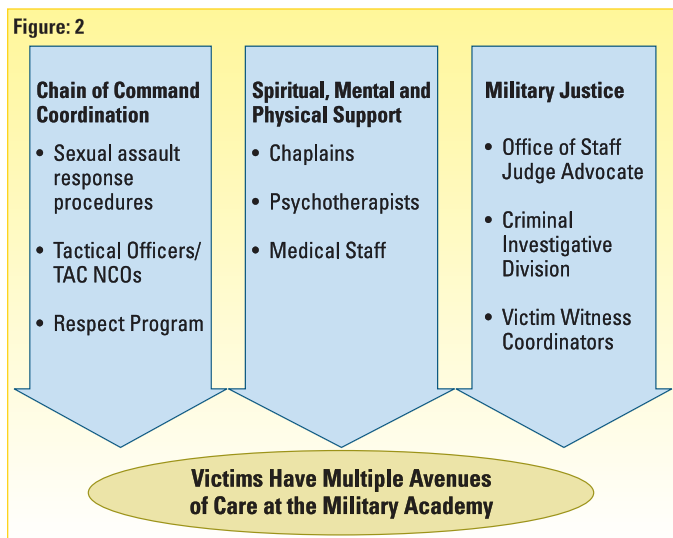 Figure: 2
Chain of Command
Coordination
• Sexual assault
response
procedures
• Tactical Officers/
TAC NCOs
• Respect Program
Spiritual, Mental and
Physical Support
• Chaplains
• Psychotherapists
• Medical Staff
Military Justice
• Office of Staff
Judge Advocate
• Criminal
Investigative
Division
• Victim Witness
Coordinators
Victims Have Multiple Avenues
of Care at the Military Academy